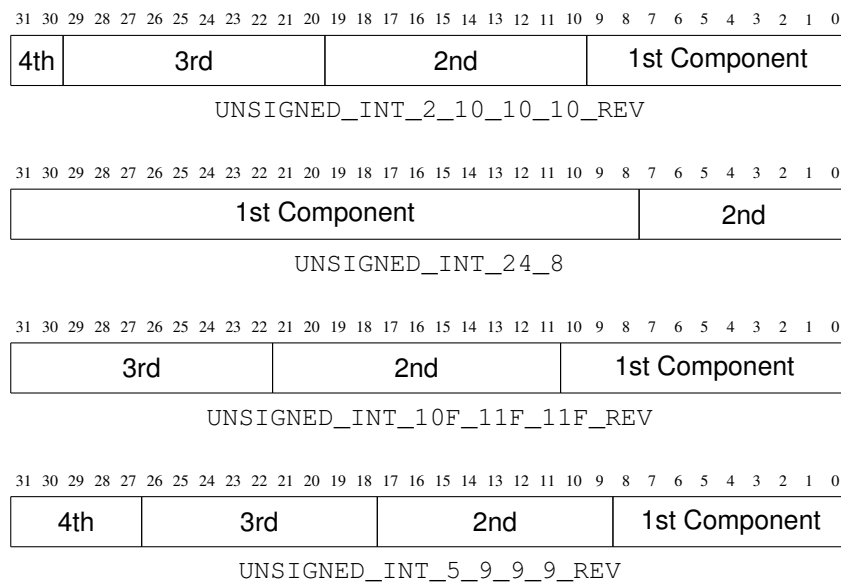 31 30 29 28 27 26 25 24 23 22 21 20 19 18 17 16 15 14 13 12 11 10 9 8 7 6 5 4 3 2 1 0
4th 3rd 2nd 1st Component
UNSIGNED_INT_2_10_10_10_REV
31 30 29 28 27 26 25 24 23 22 21 20 19 18 17 16 15 14 13 12 11 10 9 8 7 6 5 4 3 2 1 0
1st Component 2nd
UNSIGNED_INT_24_8
31 30 29 28 27 26 25 24 23 22 21 20 19 18 17 16 15 14 13 12 11 10 9 8 7 6 5 4 3 2 1 0
3rd 2nd 1st Component
UNSIGNED_INT_10F_11F_11F_REV
31 30 29 28 27 26 25 24 23 22 21 20 19 18 17 16 15 14 13 12 11 10 9 8 7 6 5 4 3 2 1 0
4th 3rd 2nd 1st Component
UNSIGNED_INT_5_9_9_9_REV